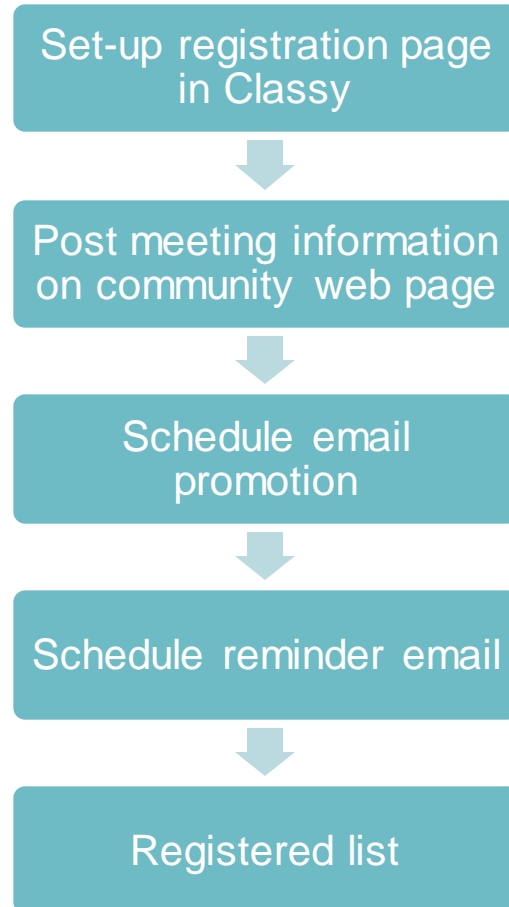 Set-up registration page
in Classy
Post meeting information
on community web page
Schedule email
promotion
Schedule reminder email
Registered list